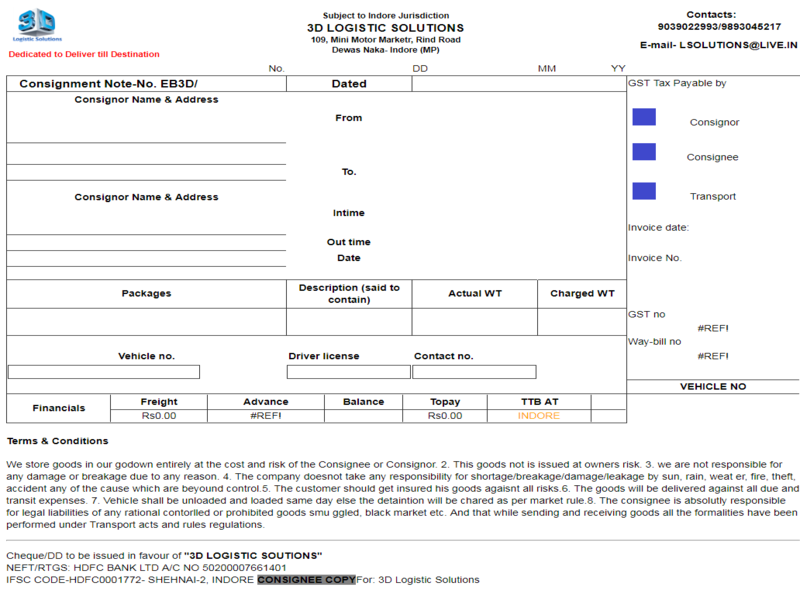 3D
Logistic Solutions
Dedicated to Deliver till Destination
Subject to Indore Jurisdiction
3D LOGISTIC SOLUTIONS
109, Mini Motor Marketr, Rind Road
Dewas Naka- Indore (MP)
Contacts:
9039022993/9893045217
E-mail- LSOLUTIONS@LIVE.IN
No. DD MM YY
Consignment Note-No. EB3D/ Dated
Consignor Name & Address
From
To.
Consignor Name & Address
Intime
Out time
Date
GST Tax Payable by
Consignor
Consignee
Transport
Invoice date:
Invoice No.
GST no
#REF!
Way-bill no
#REF!
VEHICLE NO
Packages Description (said to contain) Actual WT Charged WT
Vehicle no. Driver license Contact no.
Financials Freight Advance Balance Topay TTB AT
Rs0.00 #REF! Rs0.00 INDORE
Terms & Conditions
We store goods in our godown entirely at the cost and risk of the Consignee or Consignor. 2. This goods not is issued at owners risk. 3. we are not responsible for
any damage or breakage due to any reason. 4. The company doesnot take any responsibility for shortage/breakage/damage/leakage by sun, rain, weat er, fire, theft,
accident any of the cause which are beyound control.5. The customer should get insured his goods agaisnt all risks.6. The goods will be delivered against all due and
transit expenses. 7. Vehicle shall be unloaded and loaded same day else the detaintion will be chared as per market rule.8. The consignee is absolutly responsible
for legal liabilities of any rational contorlled or prohibited goods smu ggled, black market etc. And that while sending and receiving goods all the formalities have been
performed under Transport acts and rules regulations.
Cheque/DD to be issued in favour of "3D LOGISTIC SOUTIONS"
NEFT/RTGS: HDFC BANK LTD A/C NO 50200007661401
IFSC CODE-HDFC0001772- SHEHNAI-2, INDORE CONSIGNEE COPYFor: 3D Logistic Solutions